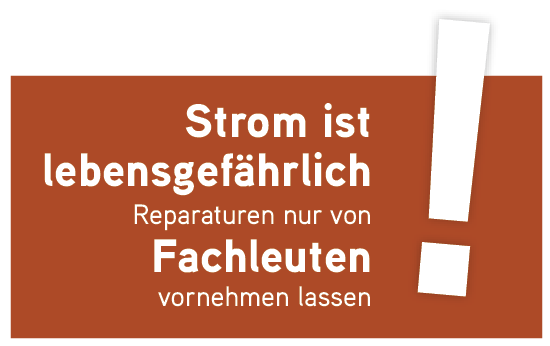 Strom ist
lebensgefährlich
Reparaturen nur von
Fachleuten
vornehmen lassen
!